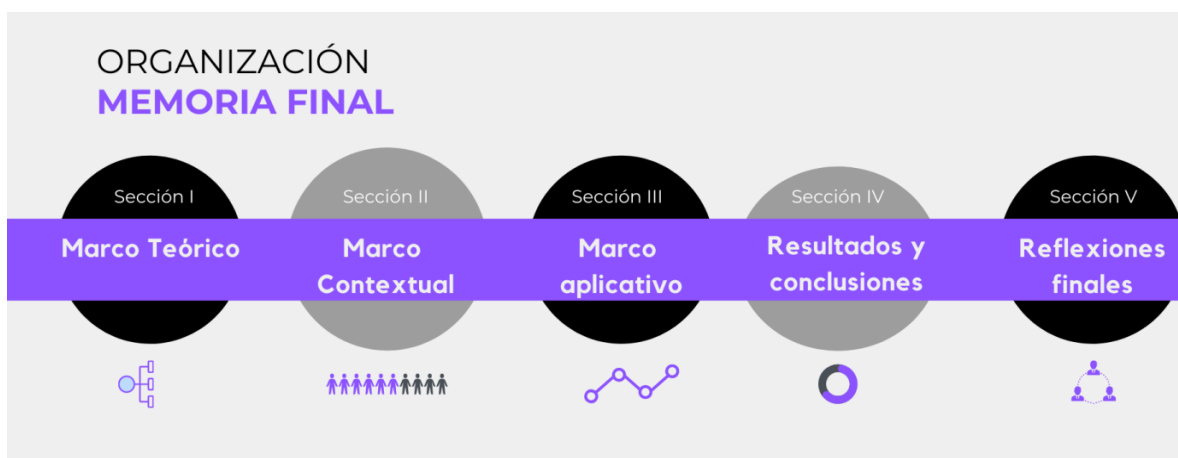 ORGANIZACIÓN
MEMORIA FINAL
Sección I
Marco Teórico
Sección II
Marco
Contextual
Sección III
Marco
aplicativo
Sección IV
Resultados y
conclusiones
Sección V
Reflexiones
finales